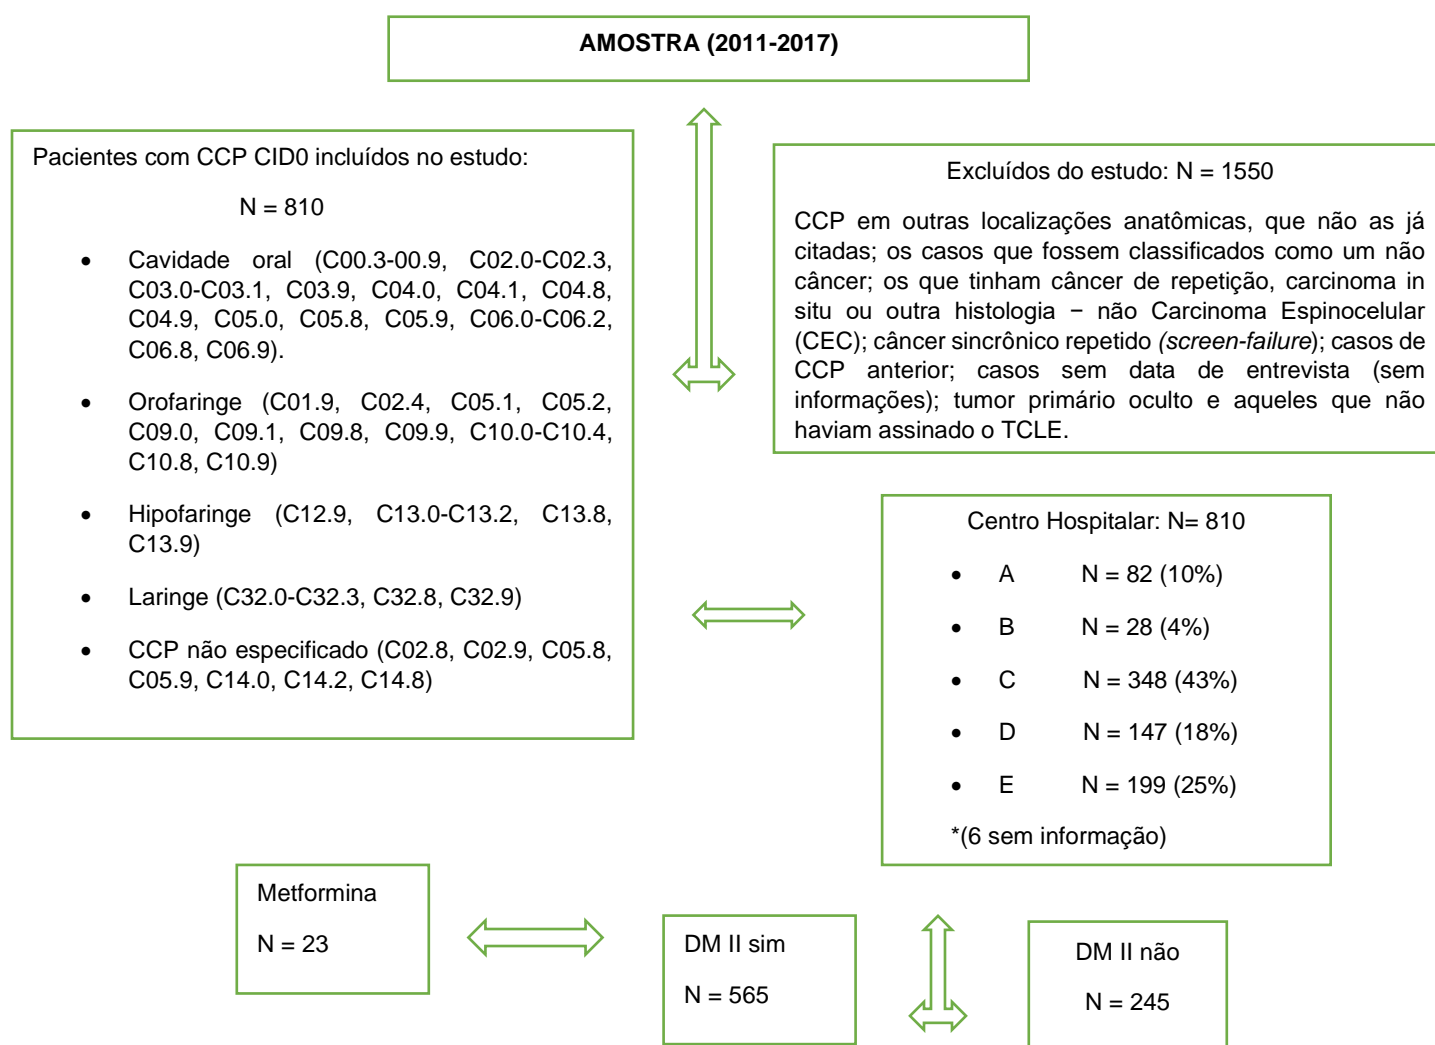 AMOSTRA (2011-2017)
Pacientes com CCP CID0 incluídos no estudo:
N = 810
• Cavidade oral (C00.3-00.9, C02.0-C02.3,
C03.0-C03.1, C03.9, C04.0, C04.1, C04.8,
C04.9, C05.0, C05.8, C05.9, C06.0-C06.2,
C06.8, C06.9).
• Orofaringe (C01.9, C02.4, C05.1, C05.2,
C09.0, C09.1, C09.8, C09.9, C10.0-C10.4,
C10.8, C10.9)
• Hipofaringe (C12.9, C13.0-C13.2, C13.8,
C13.9)
• Laringe (C32.0-C32.3, C32.8, C32.9)
• CCP não especificado (C02.8, C02.9, C05.8,
C05.9, C14.0, C14.2, C14.8)
Excluídos do estudo: N = 1550
CCP em outras localizações anatômicas, que não as já
citadas; os casos que fossem classificados como um não
câncer; os que tinham câncer de repetição, carcinoma in
situ ou outra histologia − não Carcinoma Espinocelular
(CEC); câncer sincrônico repetido (screen-failure); casos de
CCP anterior; casos sem data de entrevista (sem
informações); tumor primário oculto e aqueles que não
haviam assinado o TCLE.
Centro Hospitalar: N= 810
• A N = 82 (10%)
• B N = 28 (4%)
• C N = 348 (43%)
• D N = 147 (18%)
• E N = 199 (25%)
*(6 sem informação)
Metformina
N = 23
DM II sim
N = 565
DM II não
N = 245